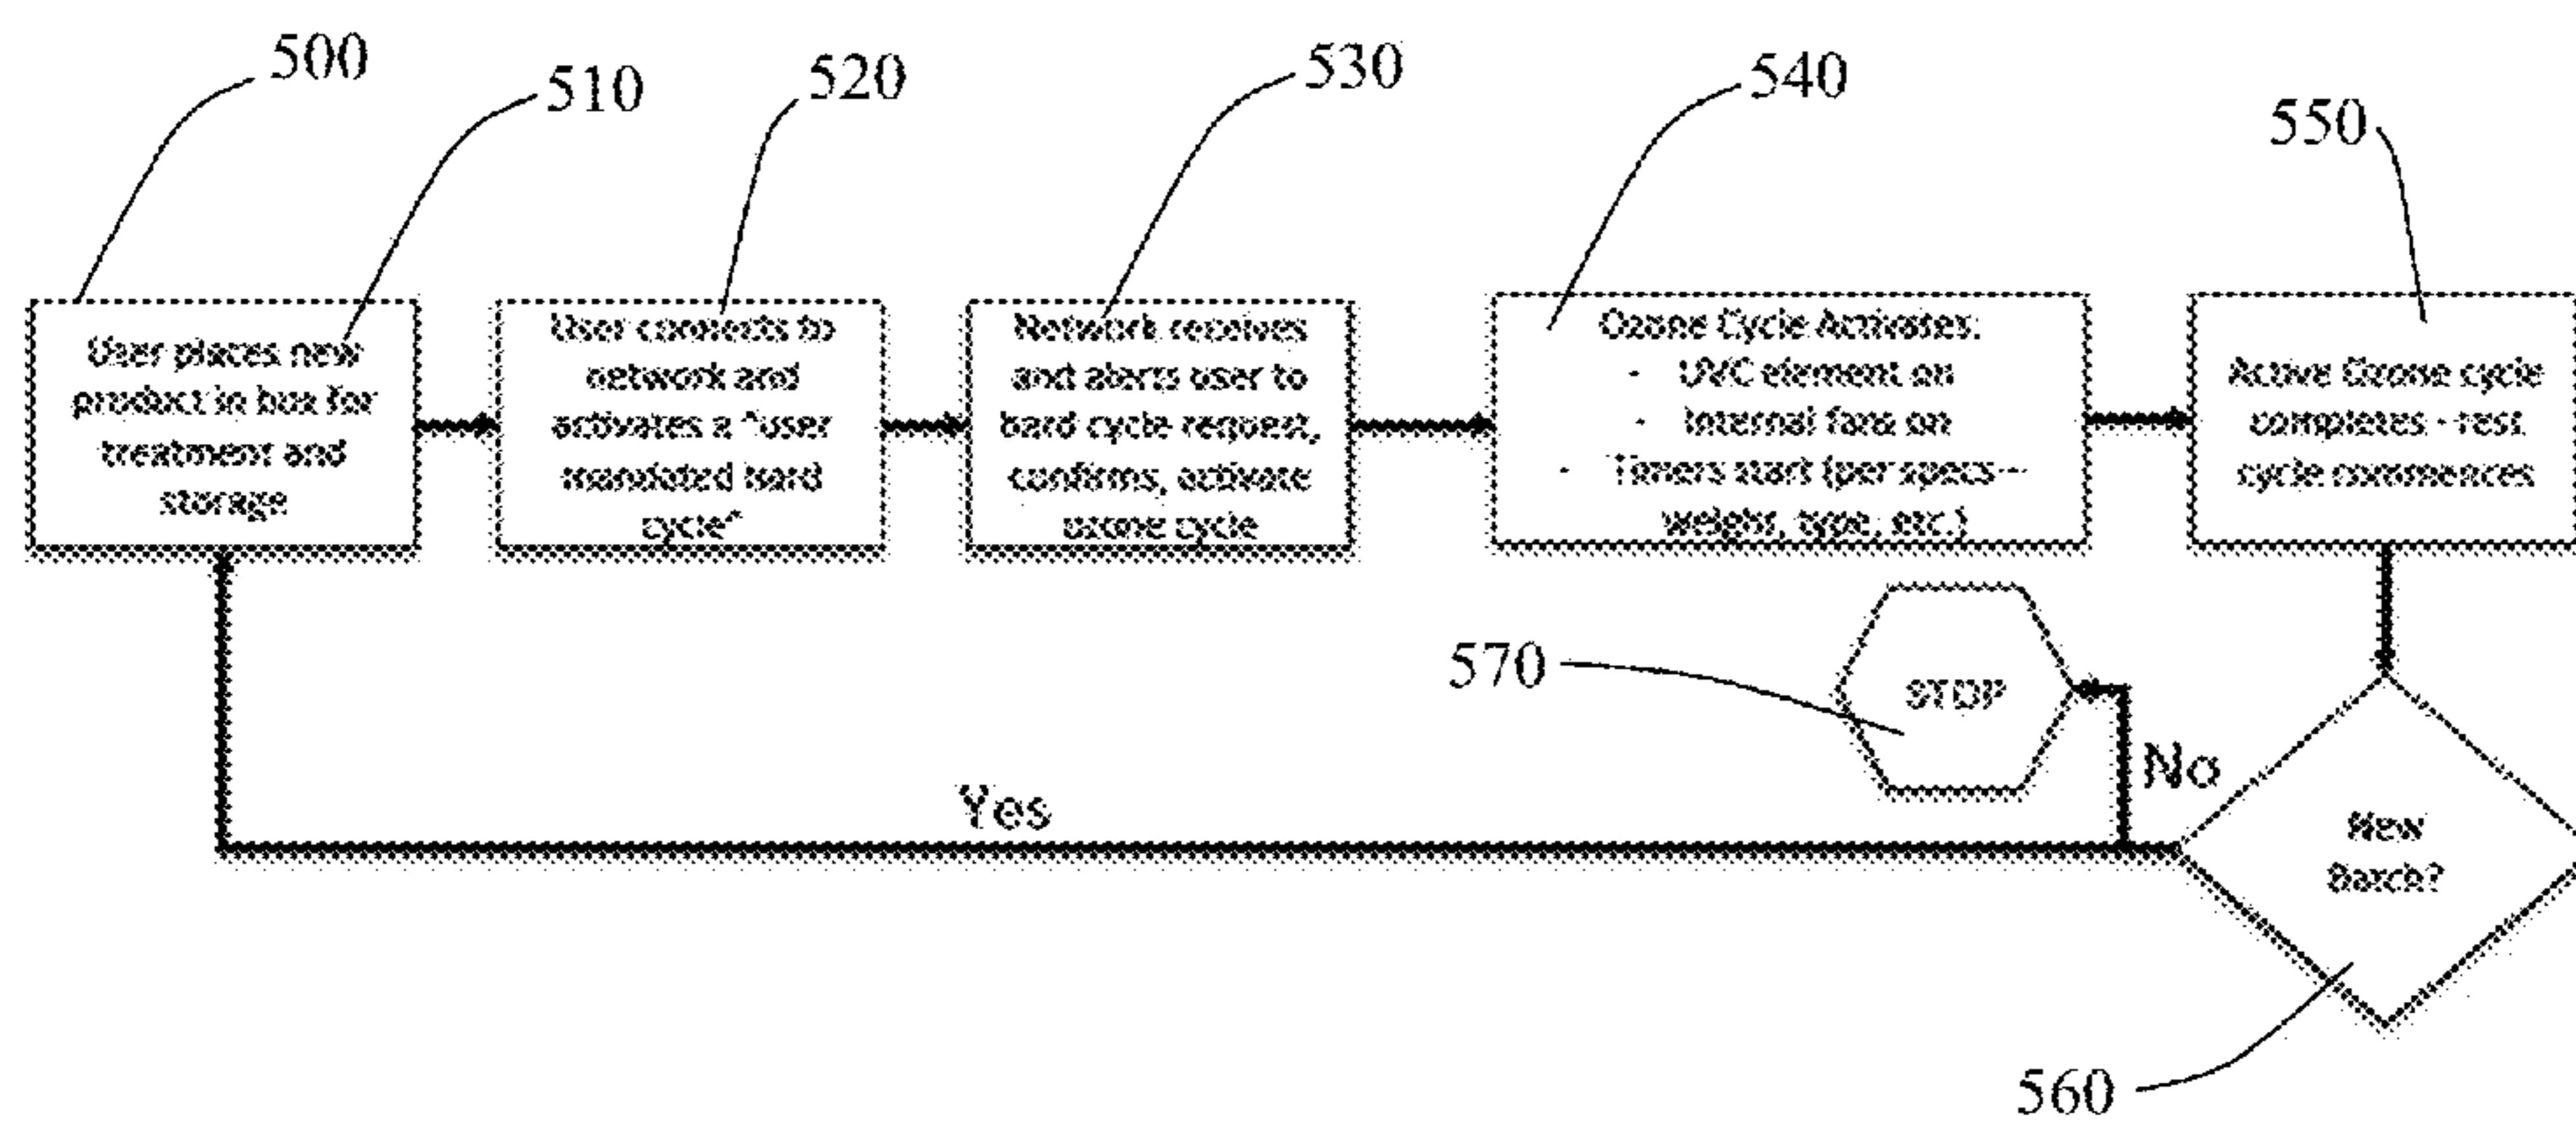 500
510
520
530
540
550
User places new
product in box for
treatment and
storage
User connects to
network and
activates a "user
mandated hard
cycle"
Network receives
and alerts user to
hard cycle request,
confirms, activate
ozone cycle
Ozone Cycle Activates:
- UVC element on
- Internal fans on
- Timers start (per specs---
weight, type, etc.)
Active Ozone cycle
completes - rest
cycle commences
570
STOP
No
Yes
New
Batch?
560